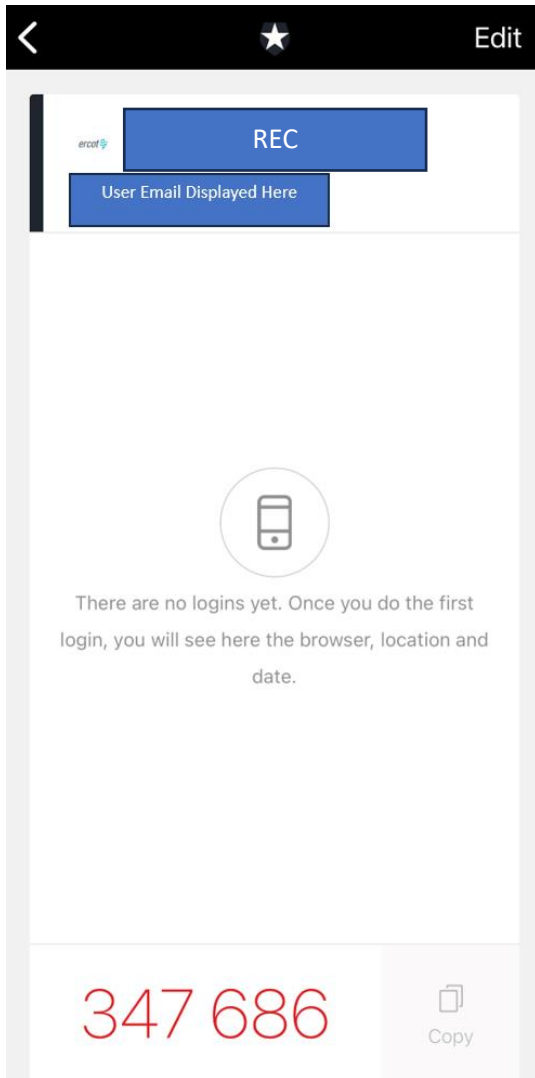 Edit
ercot
REC
User Email Displayed Here
There are no logins yet. Once you do the first
login, you will see here the browser, location and
date.
347 686
Copy